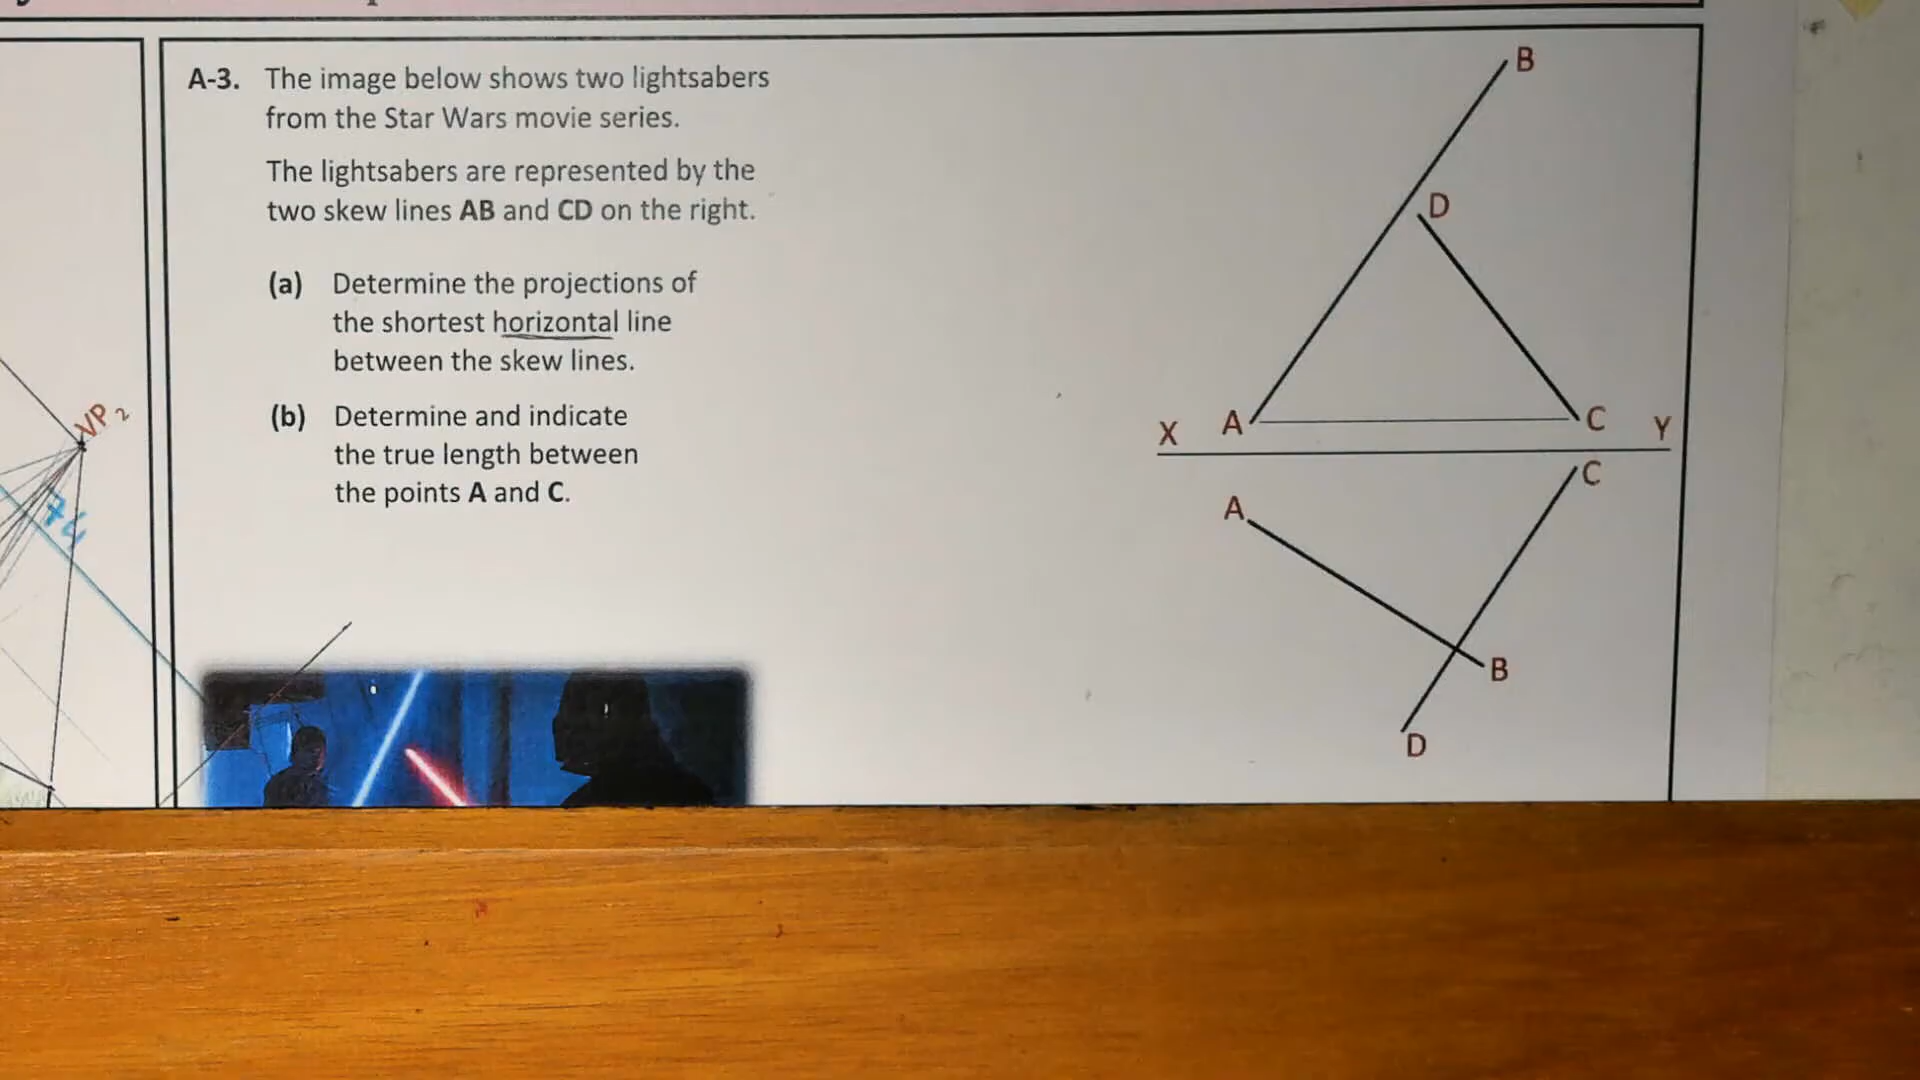 A-3. The image below shows two lightsabers
from the Star Wars movie series.
The lightsabers are represented by the
two skew lines AB and CD on the right.
(a) Determine the projections of
the shortest horizontal line
between the skew lines.
(b) Determine and indicate
the true length between
the points A and C.
B
D
X A C Y
C
A
B
D
VP2